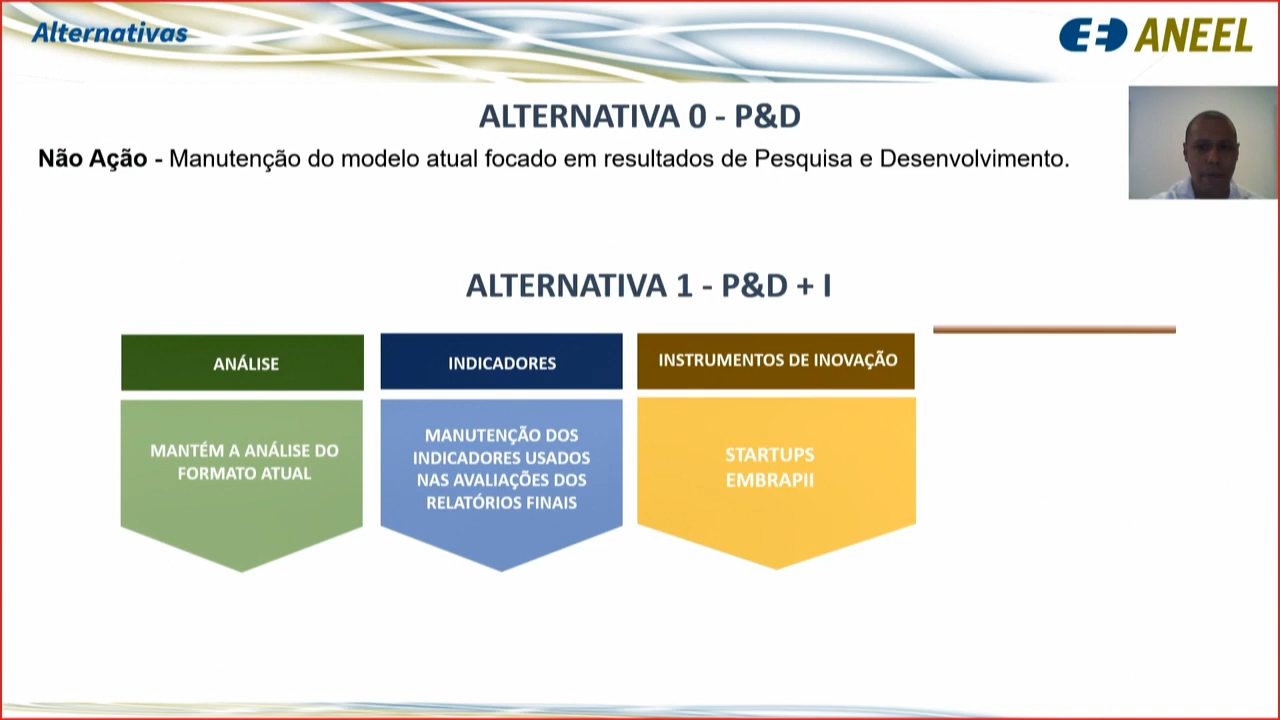 Alternativas
ANEEL
ALTERNATIVA 0 - P&D
Não Ação - Manutenção do modelo atual focado em resultados de Pesquisa e Desenvolvimento.
ALTERNATIVA 1 - P&D + I
ANÁLISE
MANTÉM A ANÁLISE DO
FORMATO ATUAL
INDICADORES
MANUTENÇÃO DOS
INDICADORES USADOS
NAS AVALIAÇÕES DOS
RELATÓRIOS FINAIS
INSTRUMENTOS DE INOVAÇÃO
STARTUPS
EMBRAPII